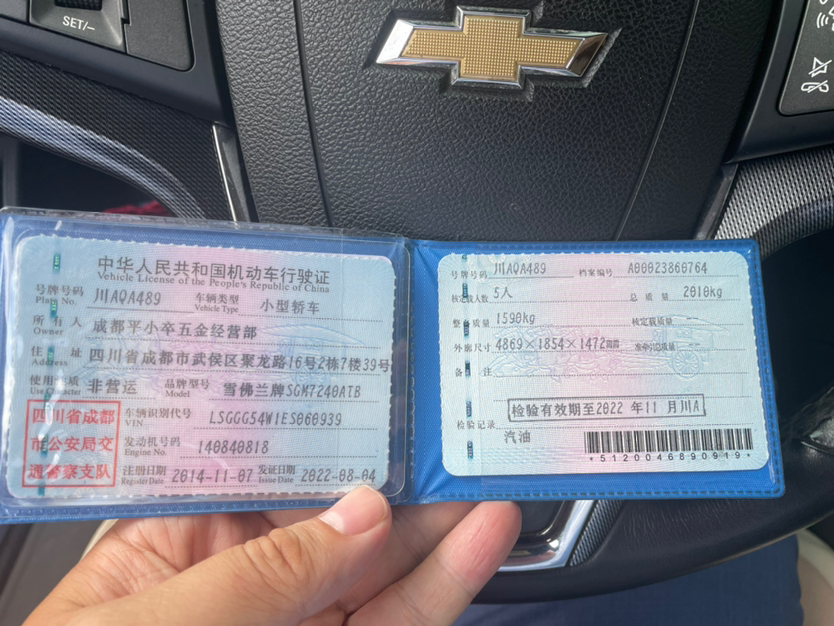 SET/−
中华人民共和国机动车行驶证
Vehicle License of the People's Republic of China
号牌号码 川AQA489 车辆类型 小型轿车
Plate No. Vehicle Type
所有人 成都平小卒五金经营部
Owner
住址 四川省成都市武侯区聚龙路16号2栋7楼39号
Address
使用性质 非营运 品牌型号 雪佛兰牌SGM7240ATB
Use Character Model
四川省成都
市公安局交
通警察支队
车辆识别代号 LSGGG54W1ES060939
VIN
发动机号码 140840818
Engine No.
注册日期 2014-11-07 发证日期 2022-08-04
Register Date Issue Date
号牌号码 川AQA489 档案编号 A00023860764
核定载人数 5人 总质量 2010kg
整备质量 1590kg 核定载质量 --
外廓尺寸 4869×1854×1472mm 准牵引总质量 --
备注
检验有效期至2022 年11 月川A
检验记录
汽油
*5120046890919*